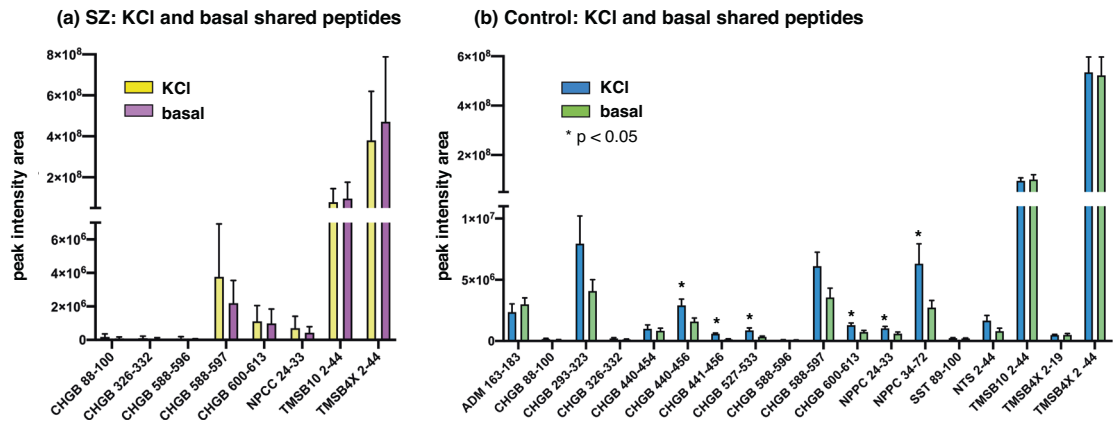 (a) SZ: KCl and basal shared peptides
peak intensity area
8×10⁸
6×10⁸
4×10⁸
2×10⁸
6×10⁶
4×10⁶
2×10⁶
0
KCl
basal
CHGB 88-100
CHGB 326-332
CHGB 588-596
CHGB 588-597
CHGB 600-613
NPCC 24-33
TMSB10 2-44
TMSB4X 2-44
(b) Control: KCl and basal shared peptides
peak intensity area
6×10⁸
4×10⁸
2×10⁸
1×10⁷
5×10⁶
0
KCl
basal
* p < 0.05
* * * * * *
ADM 163-183
CHGB 88-100
CHGB 293-323
CHGB 326-332
CHGB 440-454
CHGB 440-456
CHGB 441-456
CHGB 527-533
CHGB 588-596
CHGB 588-597
CHGB 600-613
NPPC 24-33
NPPC 34-72
SST 89-100
NTS 2-44
TMSB10 2-44
TMSB4X 2-19
TMSB4X 2 -44